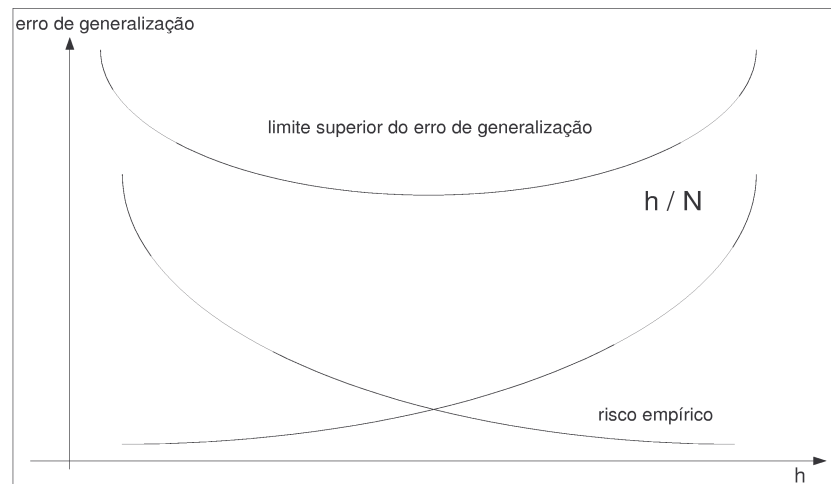 erro de generalização
limite superior do erro de generalização
h / N
risco empírico
h